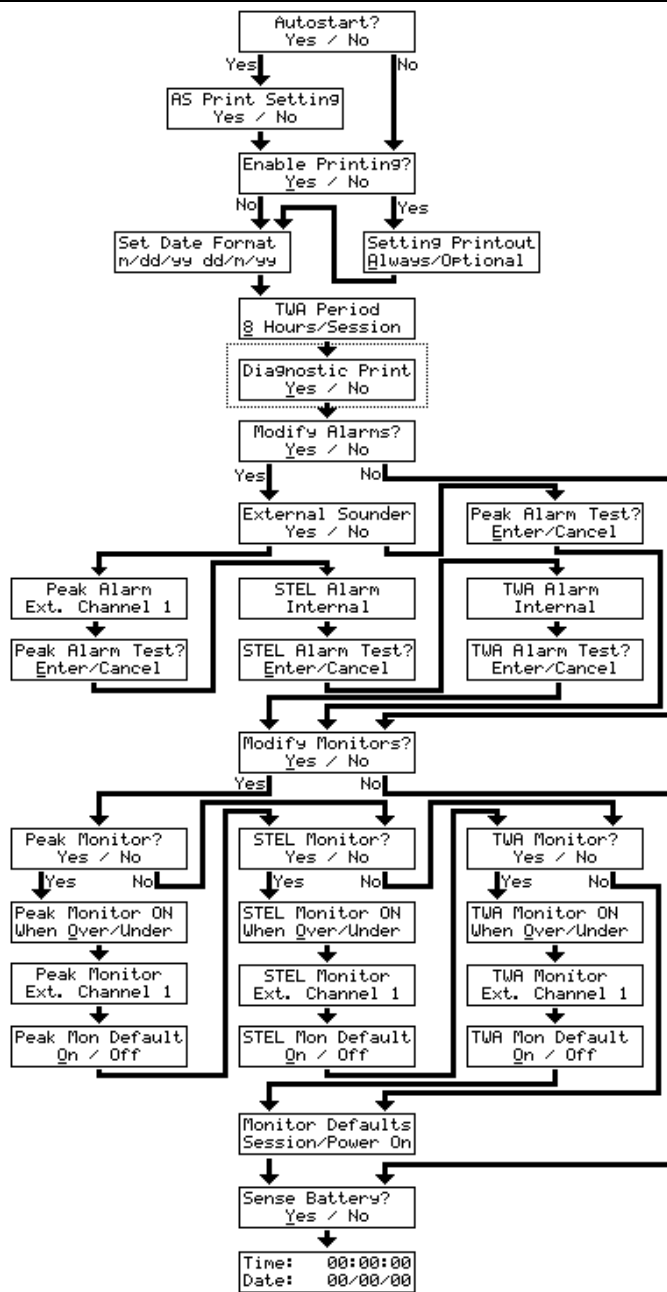 Autostart?
Yes / No
Yes
No
AS Print Setting
Yes / No
Enable Printing?
Yes / No
No
Yes
Set Date Format
m/dd/yy dd/m/yy
Setting Printout
Always/Optional
TWA Period
8 Hours/Session
Diagnostic Print
Yes / No
Modify Alarms?
Yes / No
Yes
No
External Sounder
Yes / No
Peak Alarm Test?
Enter/Cancel
Peak Alarm
Ext. Channel 1
STEL Alarm
Internal
TWA Alarm
Internal
Peak Alarm Test?
Enter/Cancel
STEL Alarm Test?
Enter/Cancel
TWA Alarm Test?
Enter/Cancel
Modify Monitors?
Yes / No
Yes
No
Peak Monitor?
Yes / No
STEL Monitor?
Yes / No
TWA Monitor?
Yes / No
Yes
No
Yes
No
Yes
No
Peak Monitor ON
When Over/Under
STEL Monitor ON
When Over/Under
TWA Monitor ON
When Over/Under
Peak Monitor
Ext. Channel 1
STEL Monitor
Ext. Channel 1
TWA Monitor
Ext. Channel 1
Peak Mon Default
On / Off
STEL Mon Default
On / Off
TWA Mon Default
On / Off
Monitor Defaults
Session/Power On
Sense Battery?
Yes / No
Time: 00:00:00
Date: 00/00/00